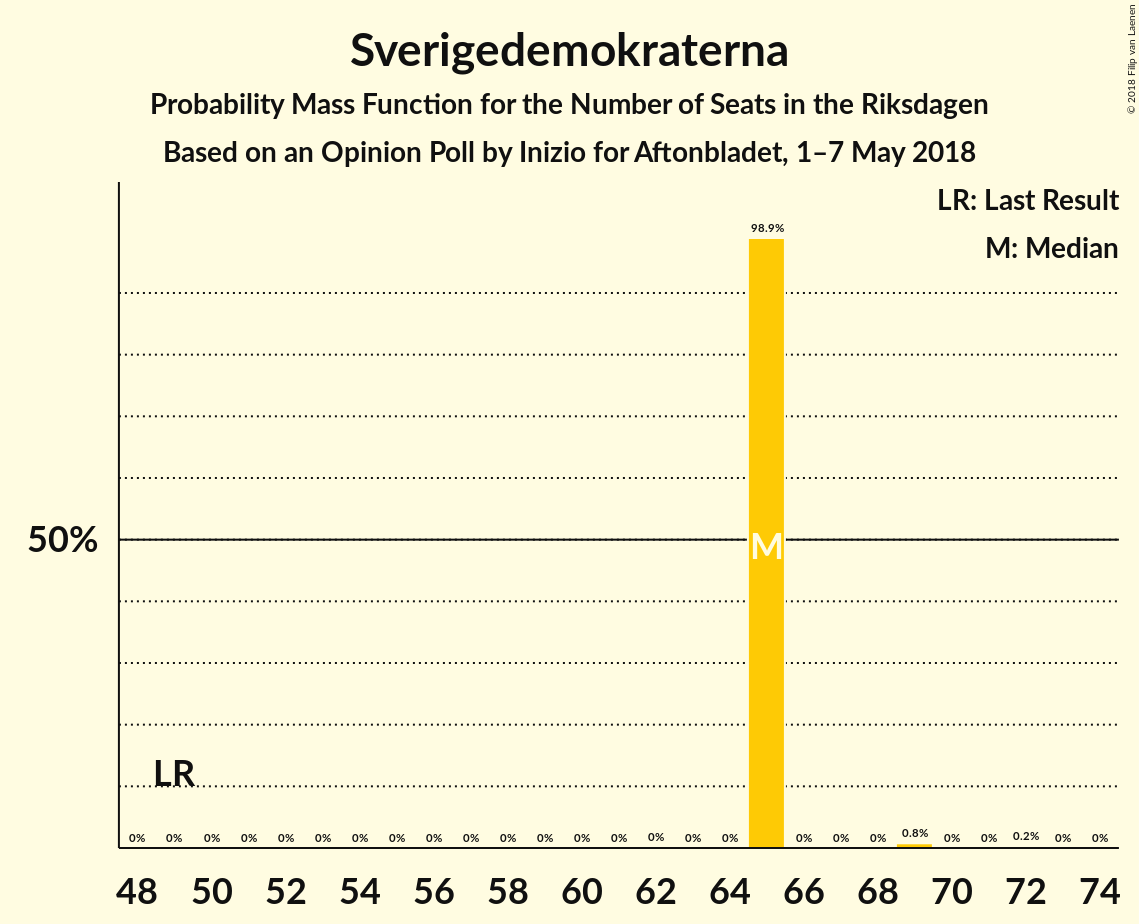 Sverigedemokraterna
Probability Mass Function for the Number of Seats in the Riksdagen
Based on an Opinion Poll by Inizio for Aftonbladet, 1–7 May 2018
© 2018 Filip van Laenen
LR: Last Result
M: Median
98.9%
50%
M
LR
0% 0% 0% 0% 0% 0% 0% 0% 0% 0% 0% 0% 0% 0% 0% 0% 0% 0% 0% 0% 0.8% 0% 0% 0.2% 0% 0%
48 50 52 54 56 58 60 62 64 66 68 70 72 74